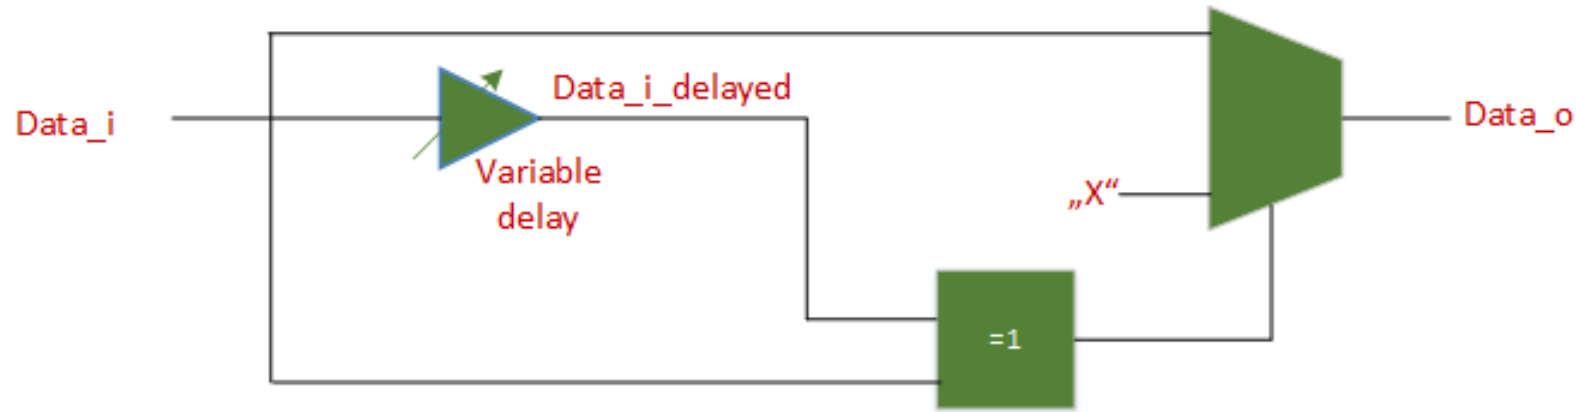 Data_i
Data_i_delayed
Variable
delay
Data_o
„X“
=1